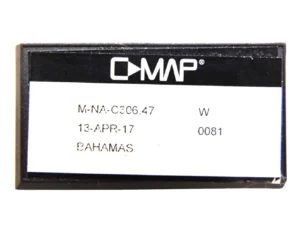 C-MAP®
M-NA-C306.47 W
13-APR-17 0081
BAHAMAS